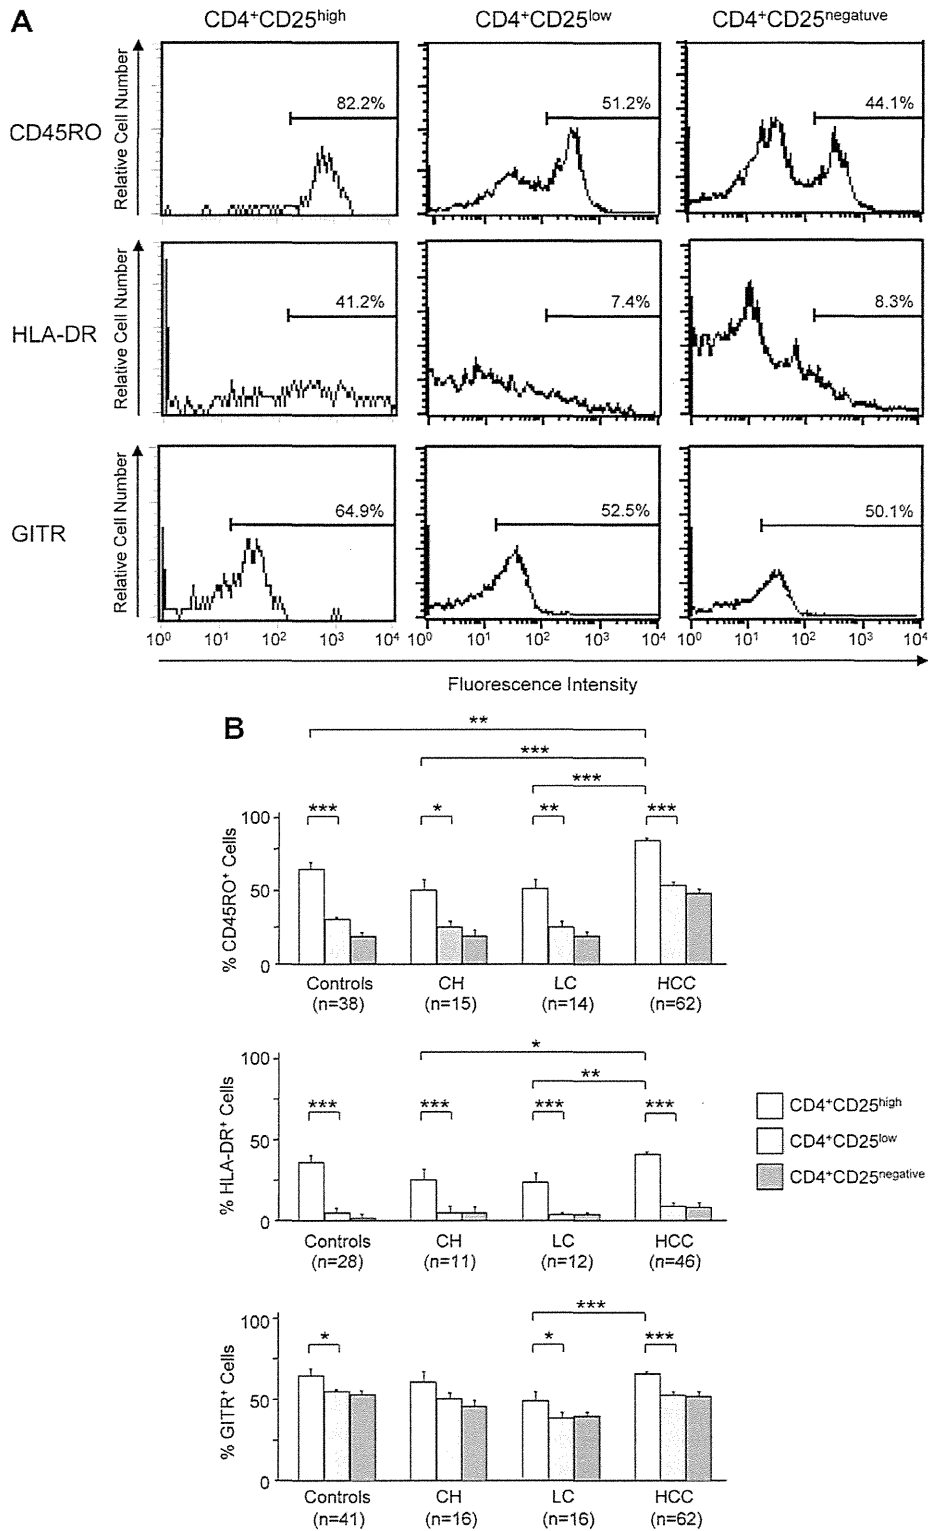 A
CD4⁺CD25ʰⁱᵍʰ CD4⁺CD25ˡᵒʷ CD4⁺CD25ⁿᵉᵍᵃᵗᵘᵛᵉ
CD45RO
Relative Cell Number
82.2% 51.2% 44.1%
HLA-DR
Relative Cell Number
41.2% 7.4% 8.3%
GITR
Relative Cell Number
64.9% 52.5% 50.1%
10⁰ 10¹ 10² 10³ 10⁴ 10⁰ 10¹ 10² 10³ 10⁴ 10⁰ 10¹ 10² 10³ 10⁴
Fluorescence Intensity
B
**
***
***
*** * ** ***
% CD45RO⁺ Cells
100
50
0
Controls CH LC HCC
(n=38) (n=15) (n=14) (n=62)
*
**
*** *** *** ***
% HLA-DR⁺ Cells
100
50
0
Controls CH LC HCC
(n=28) (n=11) (n=12) (n=46)
CD4⁺CD25ʰⁱᵍʰ
CD4⁺CD25ˡᵒʷ
CD4⁺CD25ⁿᵉᵍᵃᵗⁱᵛᵉ
***
* * ***
% GITR⁺ Cells
100
50
0
Controls CH LC HCC
(n=41) (n=16) (n=16) (n=62)